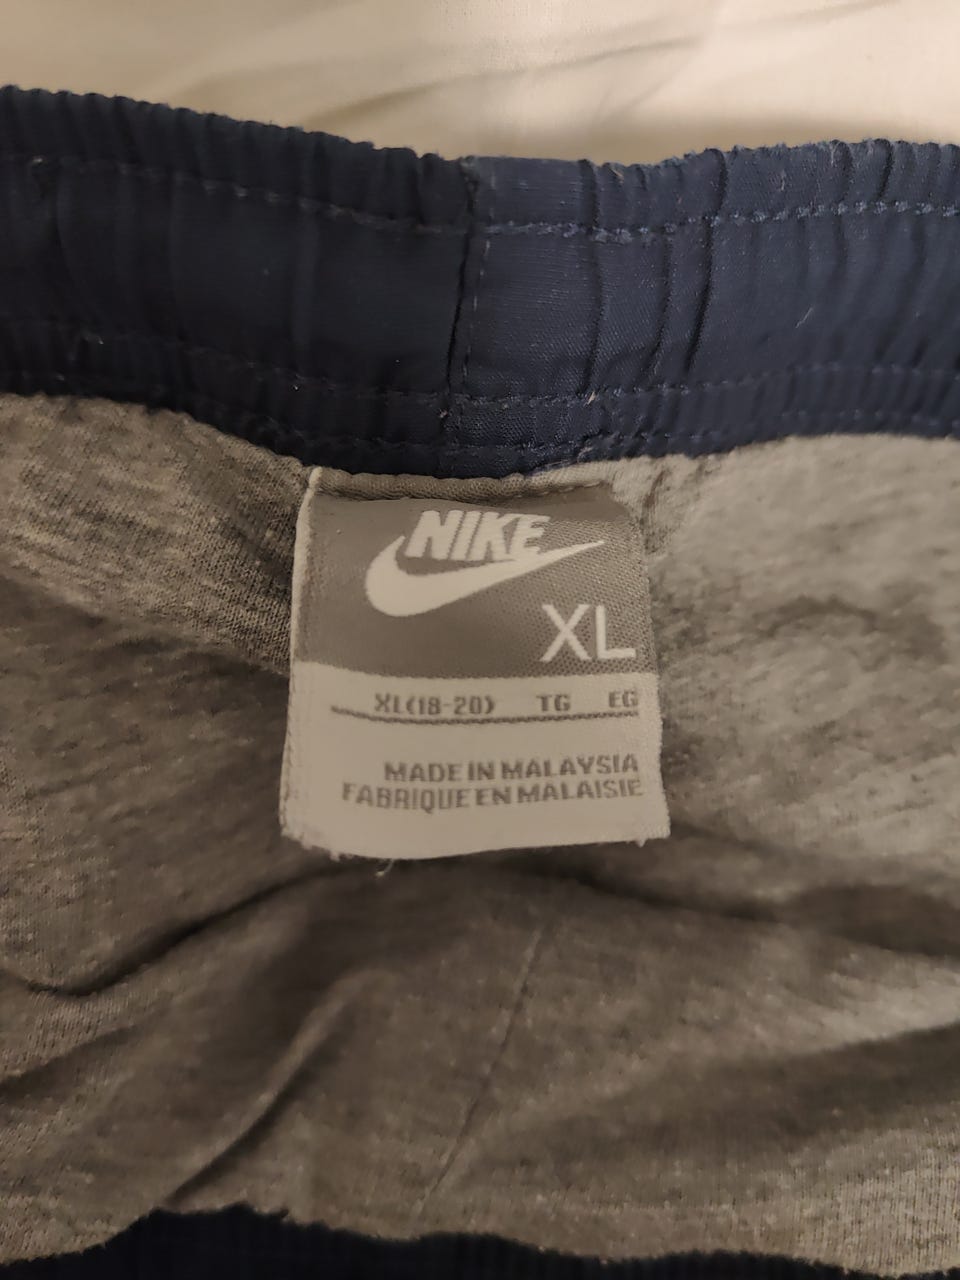 NIKE
XL
XL(18-20) TG EG
MADE IN MALAYSIA
FABRIQUE EN MALAISIE